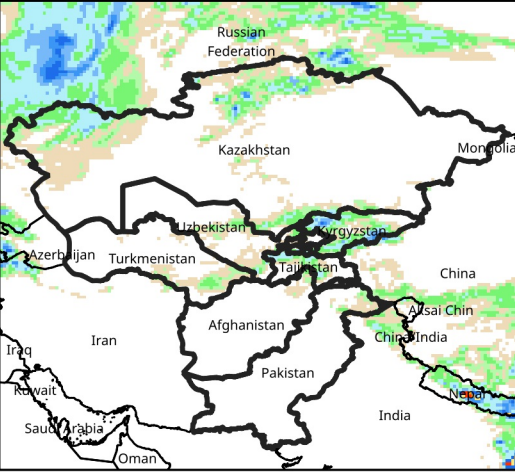 Russian
Federation
Kazakhstan
Mongolia
Uzbekistan
Kyrgyzstan
Azerbaijan
Turkmenistan
Tajikistan
China
Aksai Chin
Afghanistan
China/India
Iran
Iraq
Pakistan
Kuwait
Nepal
India
Saudi Arabia
Oman